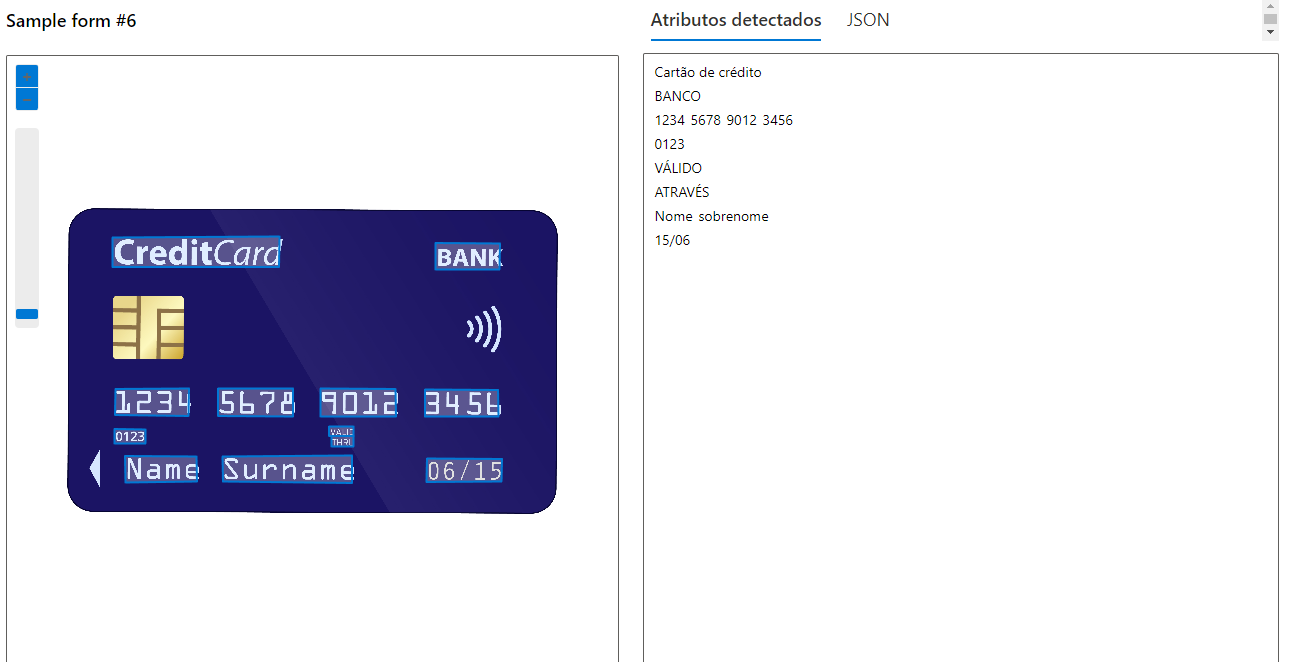 Sample form #6
Atributos detectados JSON
CreditCard
BANK
1234 5678 9012 3456
0123
VALID
THRU
Name Surname
06/15
Cartão de crédito
BANCO
1234 5678 9012 3456
0123
VÁLIDO
ATRAVÉS
Nome sobrenome
15/06